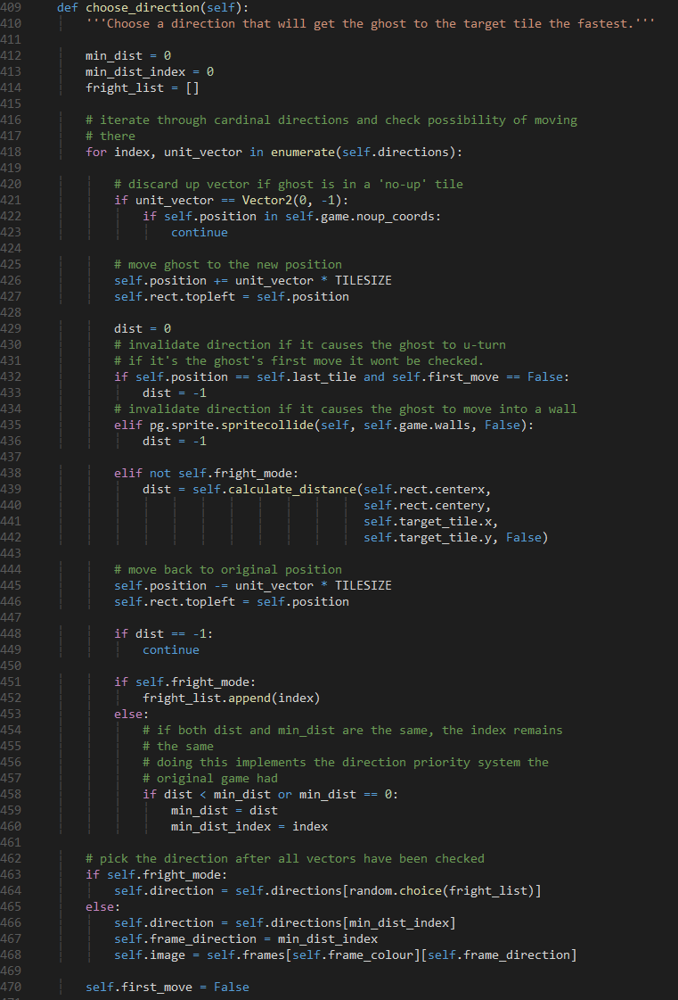 409 def choose_direction(self):
410 '''Choose a direction that will get the ghost to the target tile the fastest.'''
411
412 min_dist = 0
413 min_dist_index = 0
414 fright_list = []
415
416 # iterate through cardinal directions and check possibility of moving
417 # there
418 for index, unit_vector in enumerate(self.directions):
419
420 # discard up vector if ghost is in a 'no-up' tile
421 if unit_vector == Vector2(0, -1):
422 if self.position in self.game.noup_coords:
423 continue
424
425 # move ghost to the new position
426 self.position += unit_vector * TILESIZE
427 self.rect.topleft = self.position
428
429 dist = 0
430 # invalidate direction if it causes the ghost to u-turn
431 # if it's the ghost's first move it wont be checked.
432 if self.position == self.last_tile and self.first_move == False:
433 dist = -1
434 # invalidate direction if it causes the ghost to move into a wall
435 elif pg.sprite.spritecollide(self, self.game.walls, False):
436 dist = -1
437
438 elif not self.fright_mode:
439 dist = self.calculate_distance(self.rect.centerx,
440 self.rect.centery,
441 self.target_tile.x,
442 self.target_tile.y, False)
443
444 # move back to original position
445 self.position -= unit_vector * TILESIZE
446 self.rect.topleft = self.position
447
448 if dist == -1:
449 continue
450
451 if self.fright_mode:
452 fright_list.append(index)
453 else:
454 # if both dist and min_dist are the same, the index remains
455 # the same
456 # doing this implements the direction priority system the
457 # original game had
458 if dist < min_dist or min_dist == 0:
459 min_dist = dist
460 min_dist_index = index
461
462 # pick the direction after all vectors have been checked
463 if self.fright_mode:
464 self.direction = self.directions[random.choice(fright_list)]
465 else:
466 self.direction = self.directions[min_dist_index]
467 self.frame_direction = min_dist_index
468 self.image = self.frames[self.frame_colour][self.frame_direction]
469
470 self.first_move = False